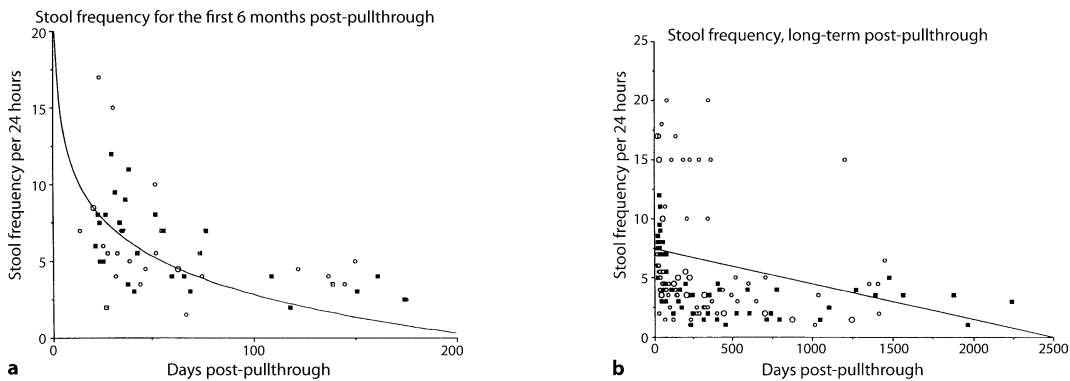 Stool frequency for the first 6 months post-pullthrough
20
15
10
5
0
Stool frequency per 24 hours
0
100
200
Days post-pullthrough
a
Stool frequency, long-term post-pullthrough
25
20
15
10
5
0
Stool frequency per 24 hours
0
500
1000
1500
2000
2500
Days post-pullthrough
b